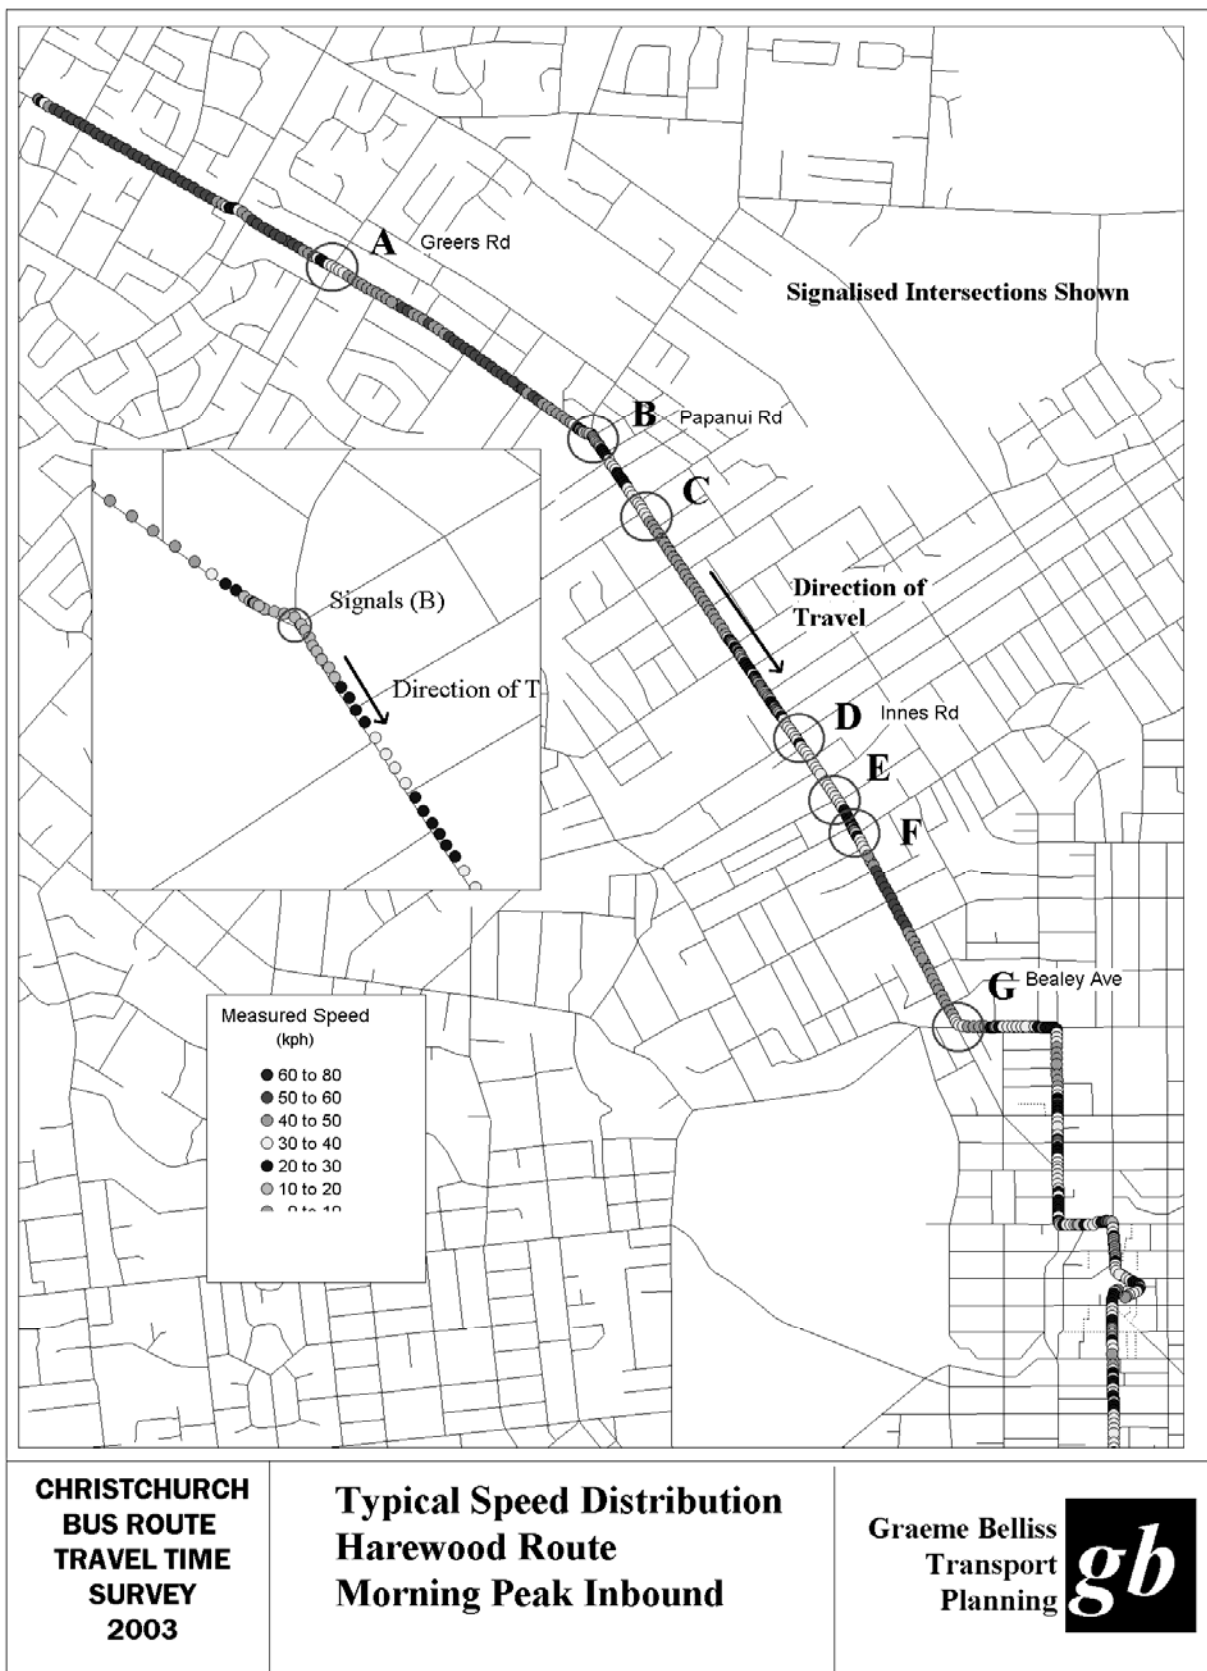 A Greers Rd
Signalised Intersections Shown
B Papanui Rd
C
Signals (B)
Direction of
Travel
Direction of T
D Innes Rd
E
F
G Bealey Ave
Measured Speed
(kph)
60 to 80
50 to 60
40 to 50
30 to 40
20 to 30
10 to 20
0 to 10
CHRISTCHURCH
BUS ROUTE
TRAVEL TIME
SURVEY
2003
Typical Speed Distribution
Harewood Route
Morning Peak Inbound
Graeme Belliss
Transport
Planning
gb